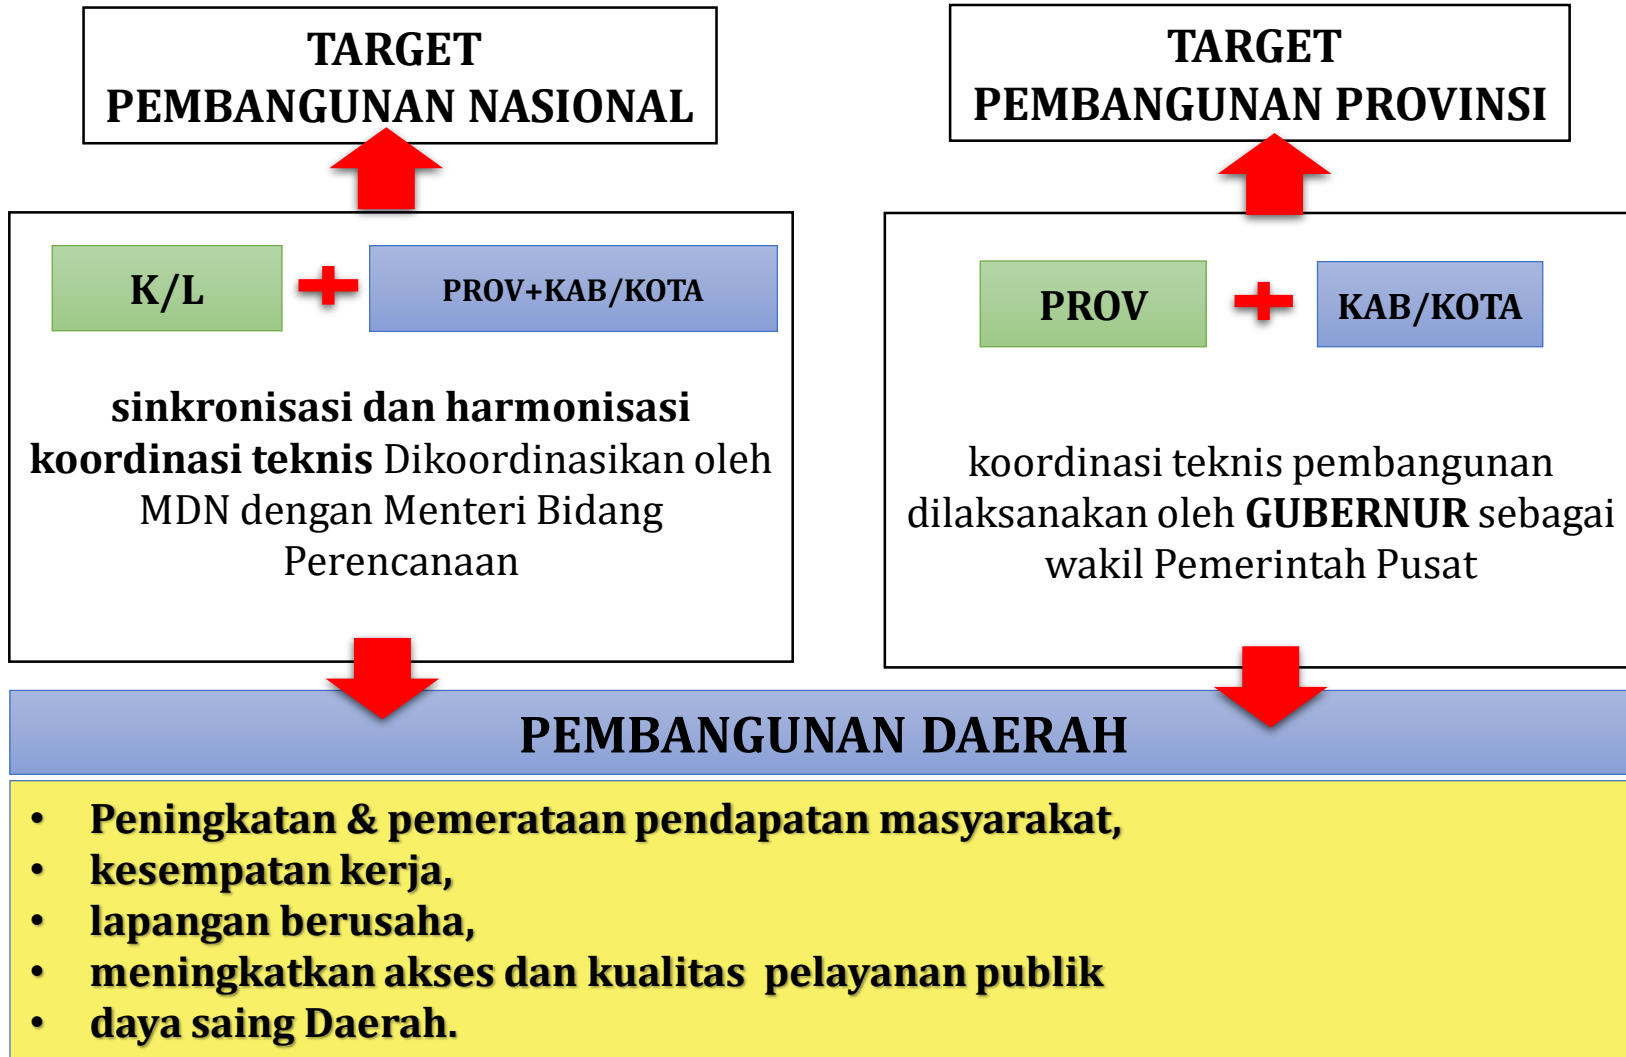 TARGET
PEMBANGUNAN NASIONAL
K/L
PROV+KAB/KOTA
sinkronisasi dan harmonisasi
koordinasi teknis Dikoordinasikan oleh
MDN dengan Menteri Bidang
Perencanaan
TARGET
PEMBANGUNAN PROVINSI
PROV
KAB/KOTA
koordinasi teknis pembangunan
dilaksanakan oleh GUBERNUR sebagai
wakil Pemerintah Pusat
PEMBANGUNAN DAERAH
• Peningkatan & pemerataan pendapatan masyarakat,
• kesempatan kerja,
• lapangan berusaha,
• meningkatkan akses dan kualitas pelayanan publik
• daya saing Daerah.